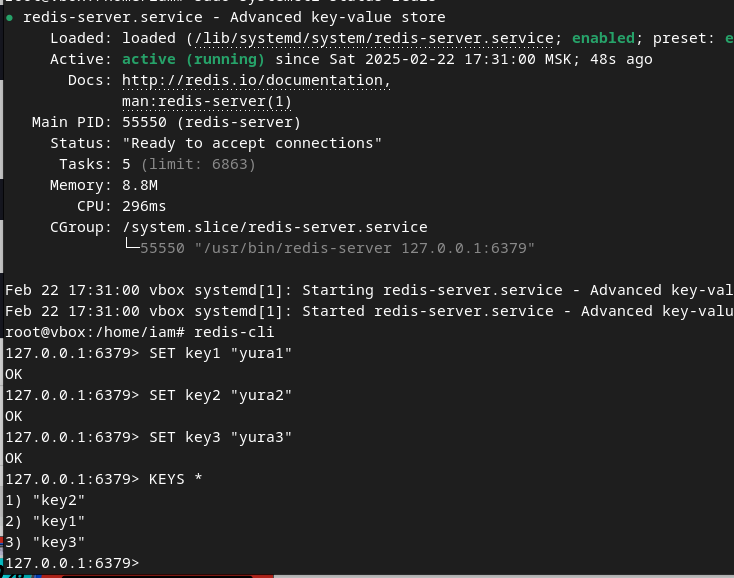 ● redis-server.service - Advanced key-value store
Loaded: loaded (/lib/systemd/system/redis-server.service; enabled; preset: e
Active: active (running) since Sat 2025-02-22 17:31:00 MSK; 48s ago
Docs: http://redis.io/documentation,
man:redis-server(1)
Main PID: 55550 (redis-server)
Status: "Ready to accept connections"
Tasks: 5 (limit: 6863)
Memory: 8.8M
CPU: 296ms
CGroup: /system.slice/redis-server.service
└─55550 "/usr/bin/redis-server 127.0.0.1:6379"
Feb 22 17:31:00 vbox systemd[1]: Starting redis-server.service - Advanced key-val
Feb 22 17:31:00 vbox systemd[1]: Started redis-server.service - Advanced key-valu
root@vbox:/home/iam# redis-cli
127.0.0.1:6379> SET key1 "yura1"
OK
127.0.0.1:6379> SET key2 "yura2"
OK
127.0.0.1:6379> SET key3 "yura3"
OK
127.0.0.1:6379> KEYS *
1) "key2"
2) "key1"
3) "key3"
127.0.0.1:6379>